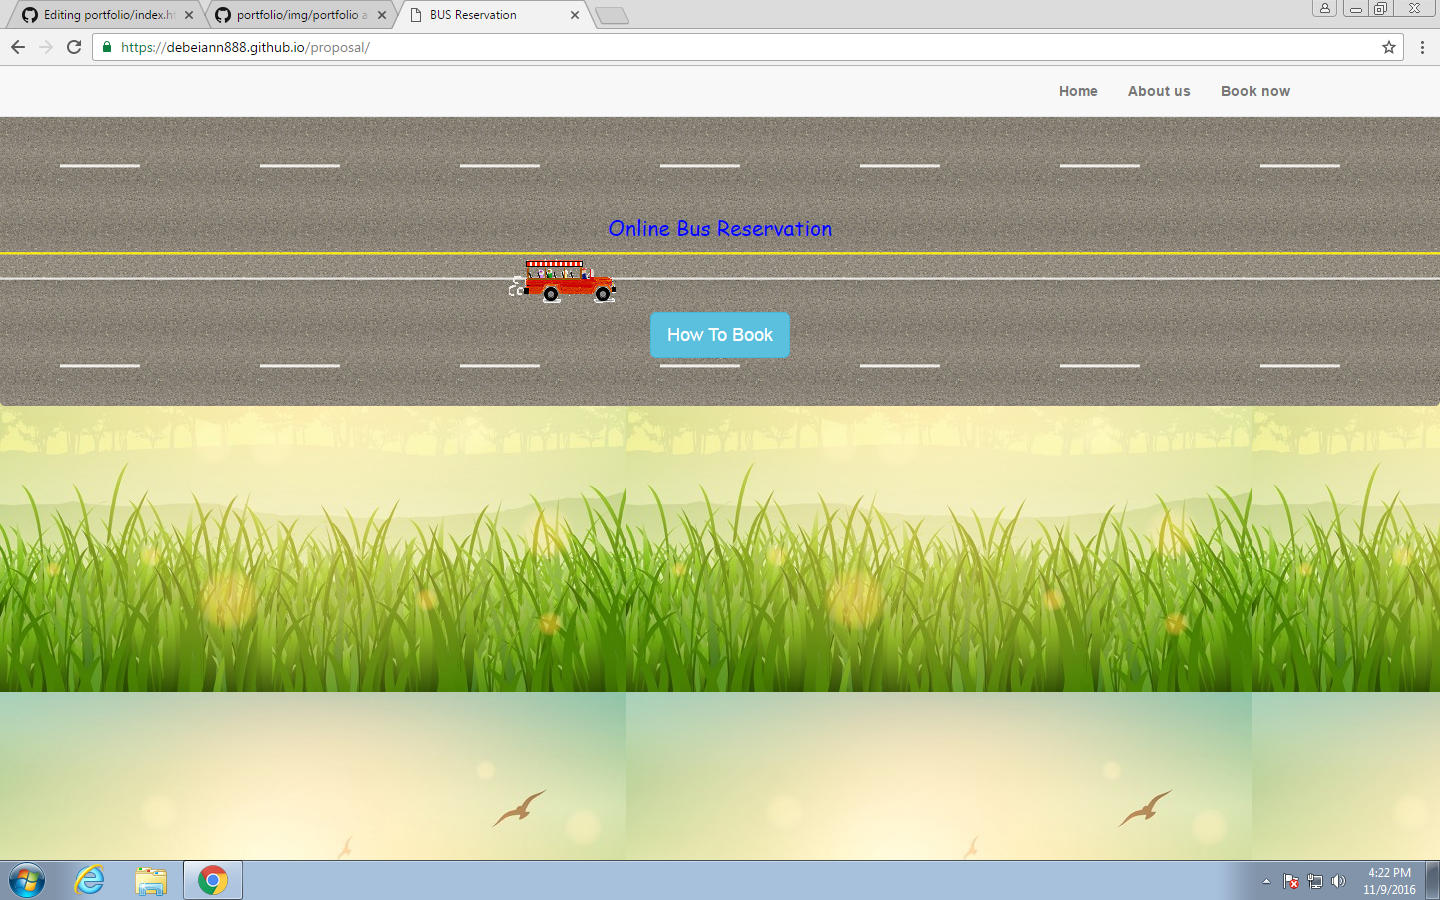 Editing portfolio/index.ht
portfolio/img/portfolio a
BUS Reservation
https://debeiann888.github.io/proposal/
Home
About us
Book now
Online Bus Reservation
How To Book
4:22 PM
11/9/2016